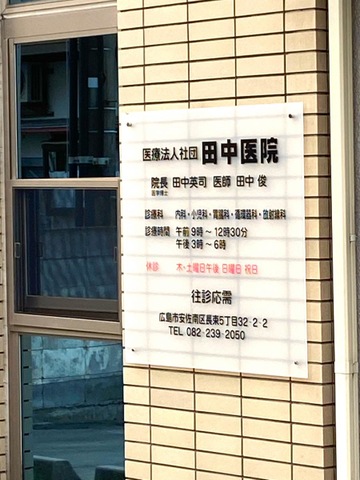 医療法人社団 田中医院
院長 田中英司 医師 田中 俊
医学博士
診療科 内科・小児科・胃腸科・循環器科・放射線科
診療時間 午前9時～12時30分
午後3時～6時
休診 木・土曜日午後 日曜日 祝日
往診応需
広島市安佐南区長束5丁目32-2-2
TEL 082-239-2050